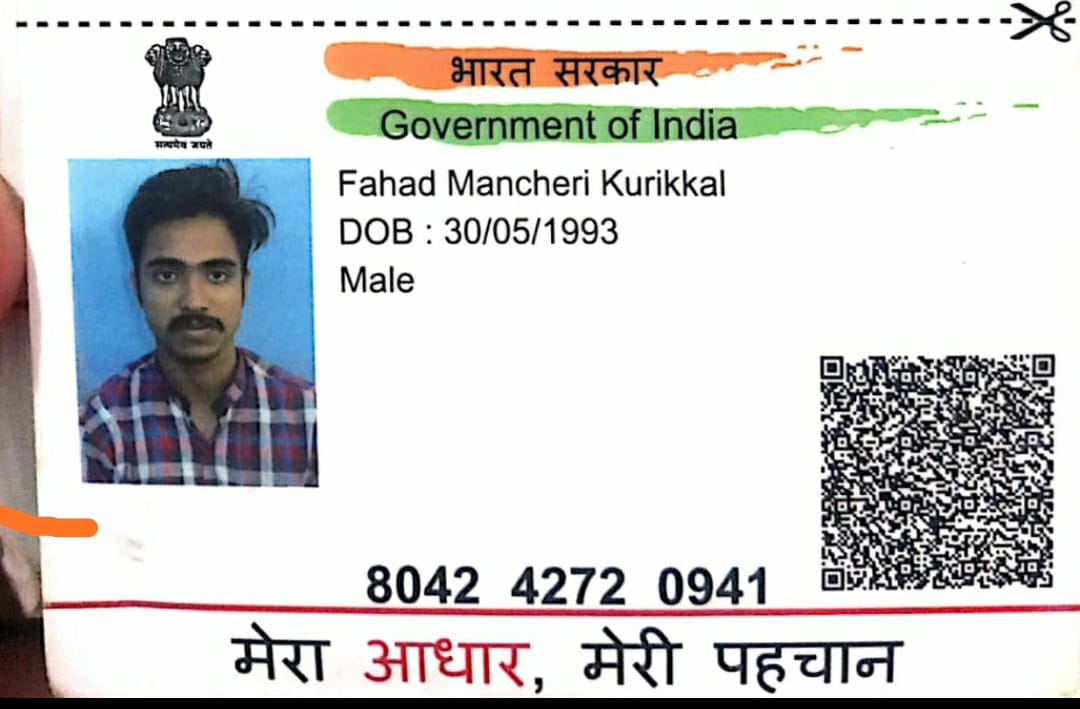 सत्यमेव जयते
भारत सरकार
Government of India
Fahad Mancheri Kurikkal
DOB : 30/05/1993
Male
8042 4272 0941
मेरा आधार, मेरी पहचान